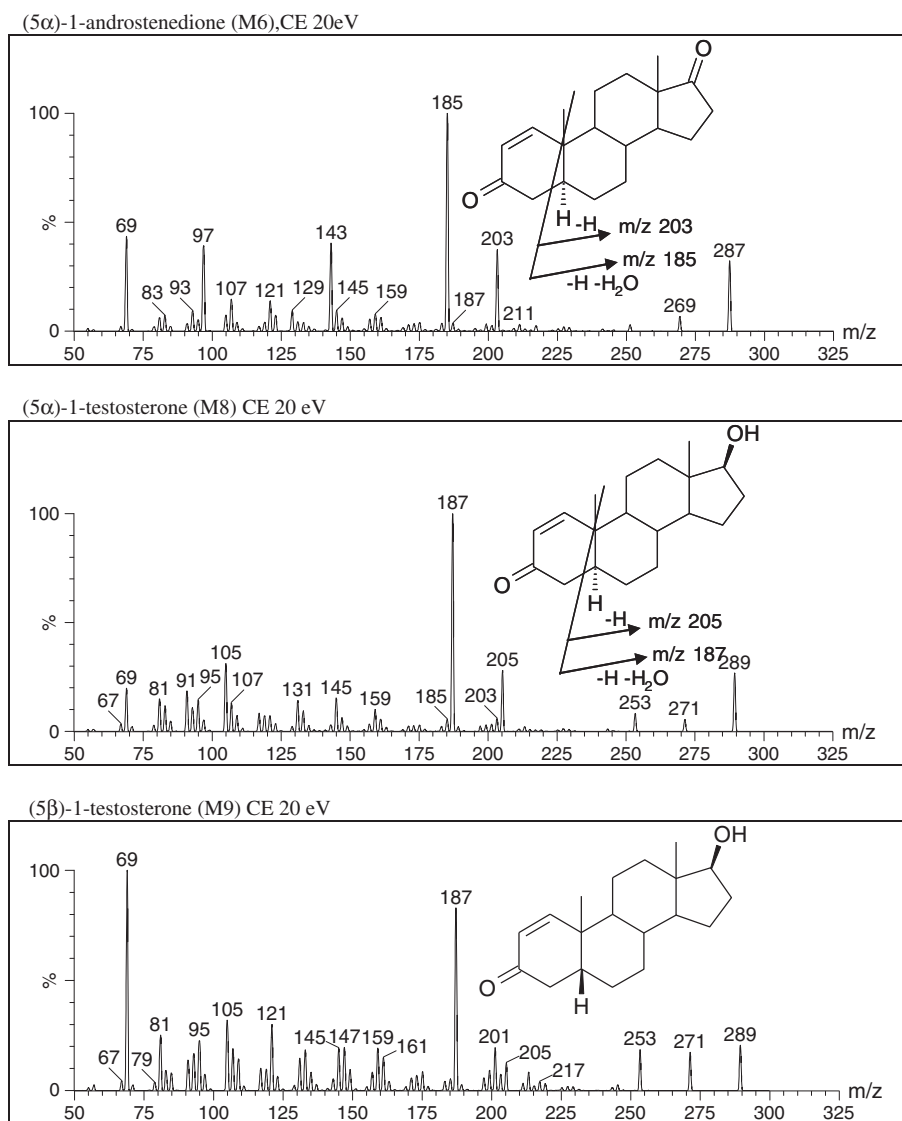 (5α)-1-androstenedione (M6),CE 20eV
O
100
185
%
69
97
143
O
H
-H
m/z 203
203
m/z 185
287
83
93
107
121
129
145
159
187
-H -H₂O
211
269
0
m/z
50 75 100 125 150 175 200 225 250 275 300 325
(5α)-1-testosterone (M8) CE 20 eV
OH
100
187
%
O
H
-H
m/z 205
105
205
m/z 187
289
69
81
91
95
107
131
145
159
185
203
-H -H₂O
67
253
271
0
m/z
50 75 100 125 150 175 200 225 250 275 300 325
(5β)-1-testosterone (M9) CE 20 eV
OH
69
100
187
%
O
H
105
121
81
95
145
147
159
201
253
271
289
67
79
161
205
217
0
m/z
50 75 100 125 150 175 200 225 250 275 300 325